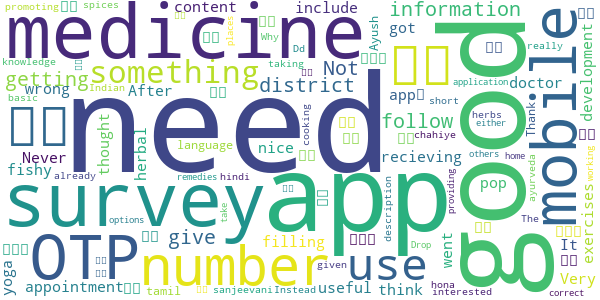 promoting
spices
content
include
information
medicine
knowledge
getting
something
Not
Ayush
places
Why
Dd
got
really
development
wrong
Indian
After
taking
district
doctor
application
app
short
basic
need
good
mobile
follow
Thank
herbs
either
Never
thought
herbal
language
nice
cooking
chahiye
fishy
recieving
others
home
already
remedies
hindi
survey
app
pop
description
providing
ayurveda
exercises
working
options
take
The
OTP
number
use
went
It
give
filling
Drop
Very
yoga
appointment
tamil
sanjeevani
Instead
given
useful
think
hona
interested
correct